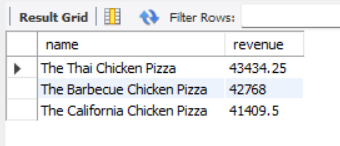 Result Grid Filter Rows:
name revenue
The Thai Chicken Pizza 43434.25
The Barbecue Chicken Pizza 42768
The California Chicken Pizza 41409.5